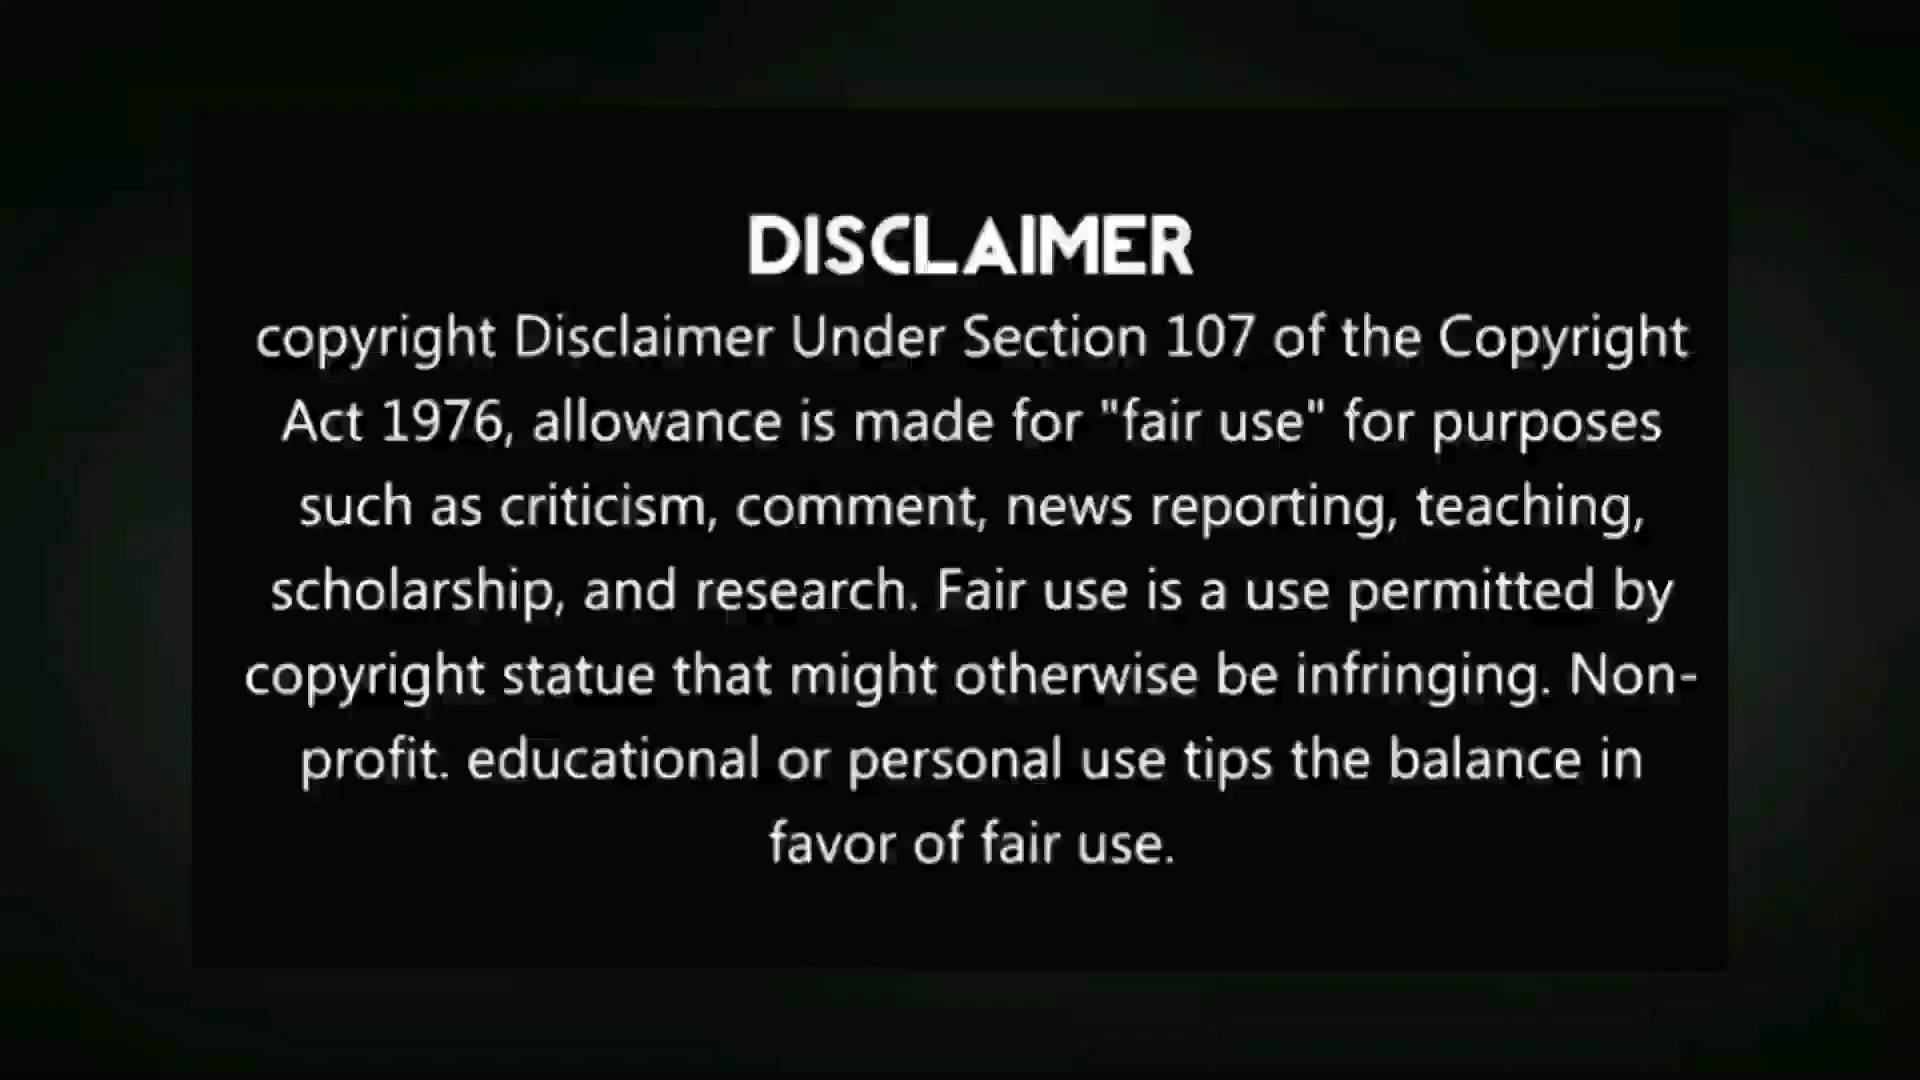 DISCLAIMER
copyright Disclaimer Under Section 107 of the Copyright
Act 1976, allowance is made for "fair use" for purposes
such as criticism, comment, news reporting, teaching,
scholarship, and research. Fair use is a use permitted by
copyright statue that might otherwise be infringing. Non-
profit. educational or personal use tips the balance in
favor of fair use.